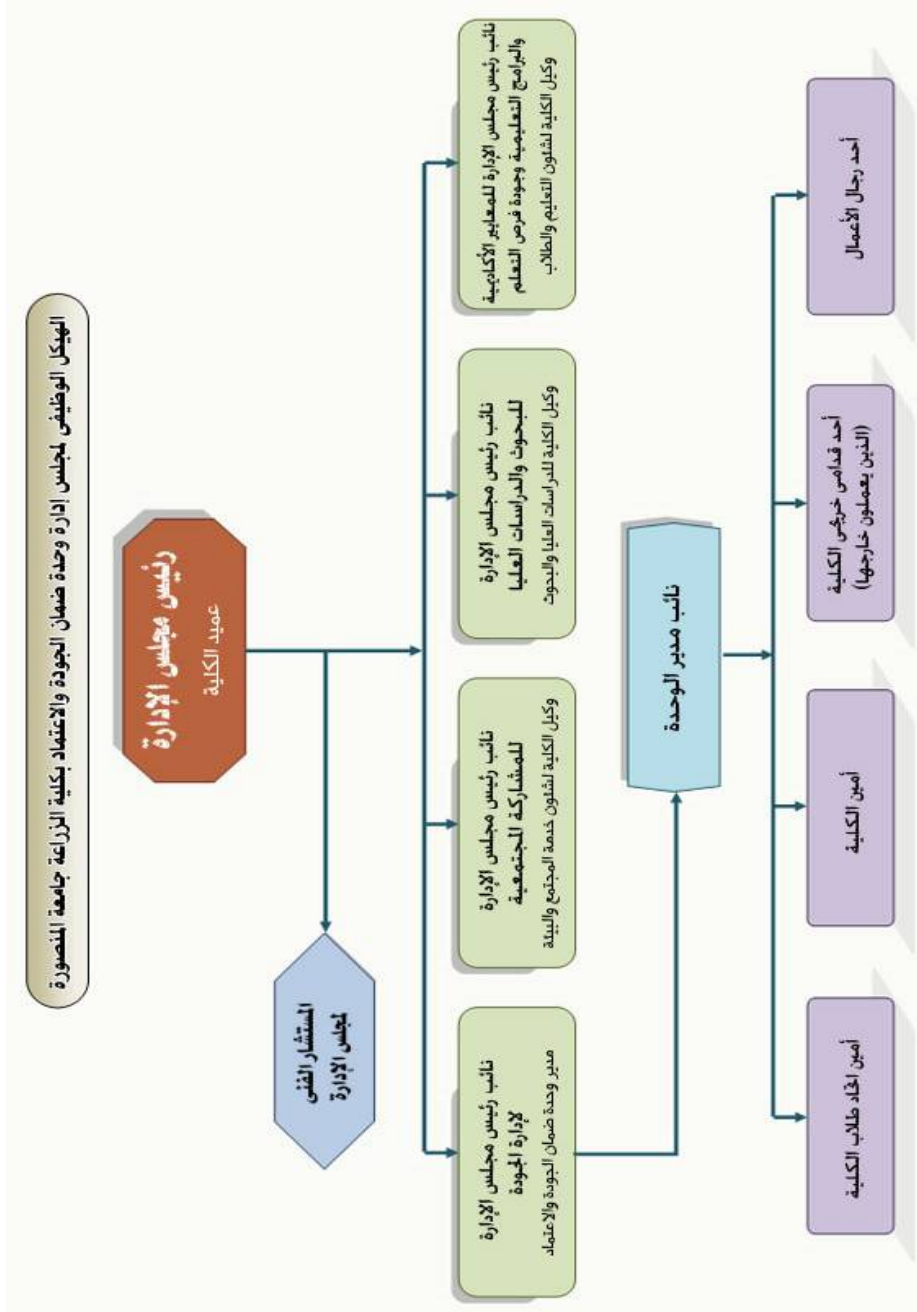 الهيكل الوظيفى لمجلس إدارة وحدة ضمان الجودة والاعتماد بكلية الزراعة جامعة المنصورة
رئيس مجلس الإدارة
عميد الكلية
المستشار الفنى
لمجلس الإدارة
نائب رئيس مجلس الإدارة للمعايير الأكاديمية
والبرامج التعليمية وجودة فرص التعلم
وكيل الكلية لشئون التعليم والطلاب
نائب رئيس مجلس الإدارة
للبحوث والدراسات العليا
وكيل الكلية للدراسات العليا والبحوث
نائب رئيس مجلس الإدارة
للمشاركة المجتمعية
وكيل الكلية لشئون خدمة المجتمع والبيئة
نائب رئيس مجلس الإدارة
لإدارة الجودة
مدير وحدة ضمان الجودة والاعتماد
نائب مدير الوحدة
أحد رجال الأعمال
أحد قدامى خريجى الكلية
(الذين يعملون خارجها)
أمين الكلية
أمين اتحاد طلاب الكلية